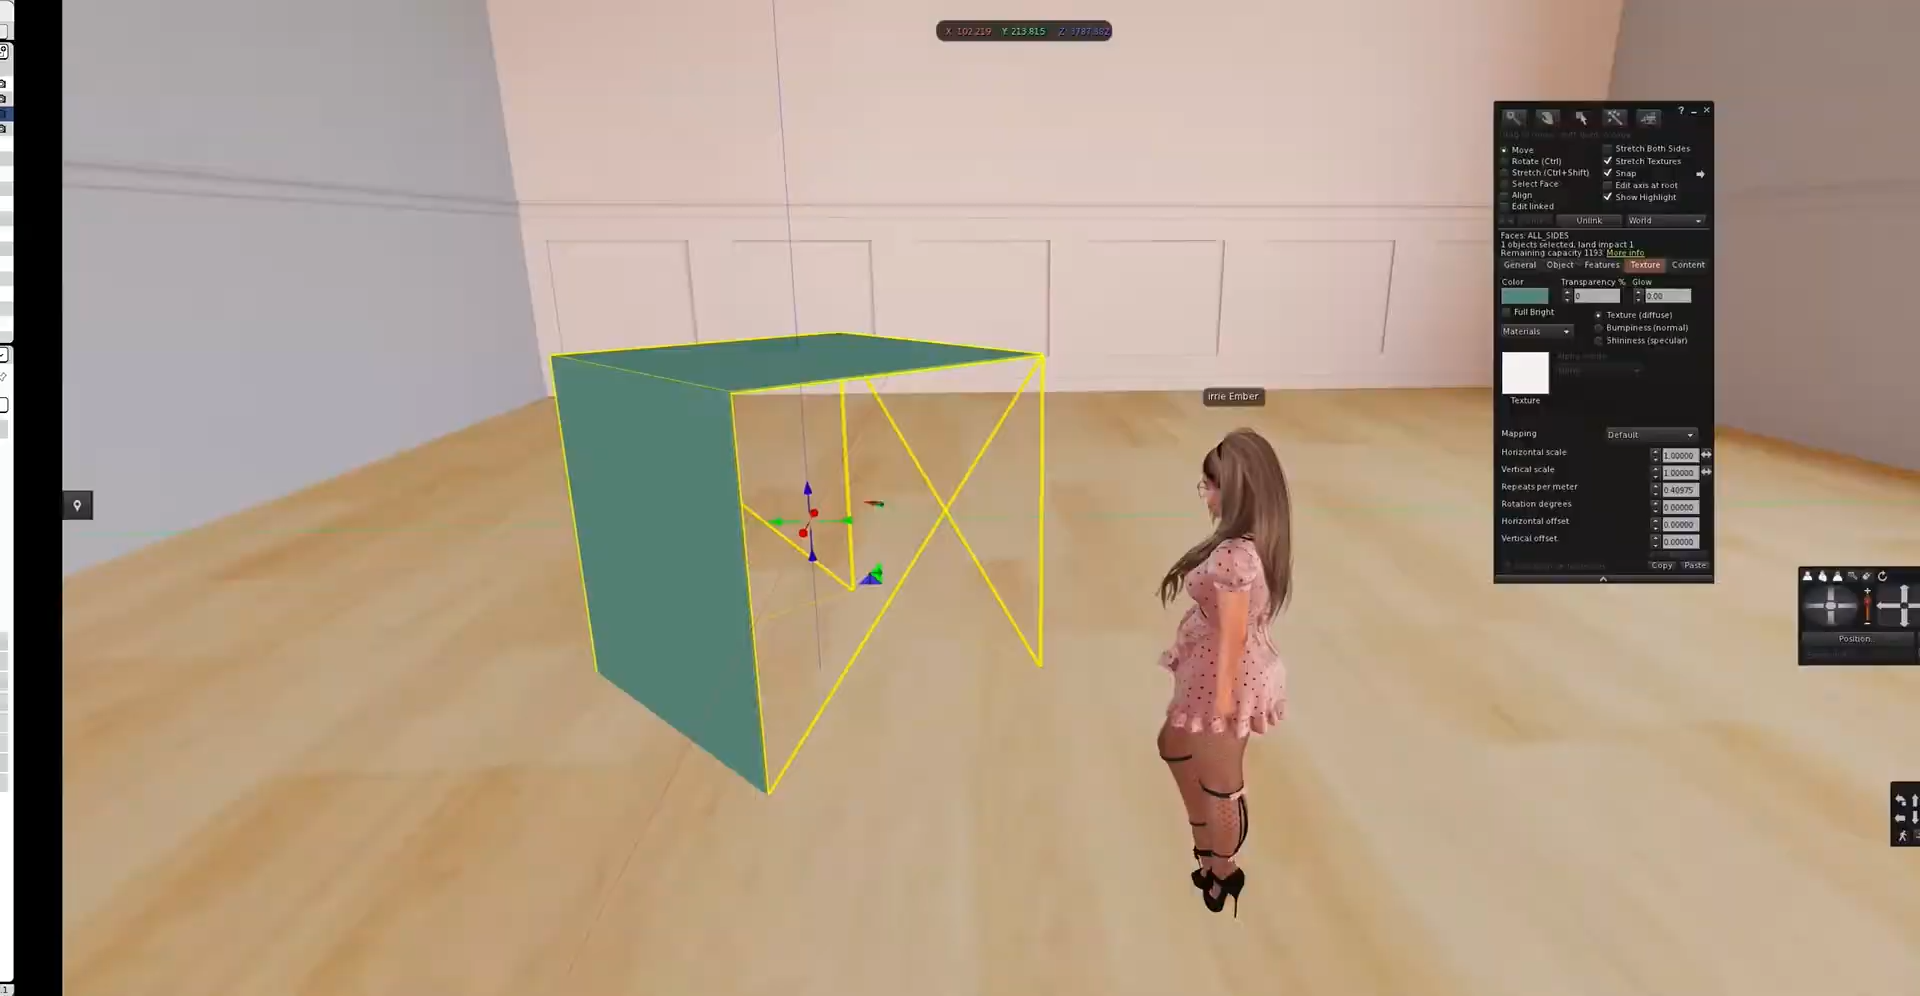 X: 102.219 Y: 213.815
? _ ×
Move
Stretch Both Sides
Rotate (Ctrl)
Stretch Textures
Stretch (Ctrl+Shift)
Snap
Select Face
Edit axis at root
Align
Show Highlight
Edit linked
Unlink
World
Faces: ALL_SIDES
1 objects selected, land impact 1
Remaining capacity 1193. More info
General Object Features Texture Content
Color Transparency % Glow
0 0.00
Full Bright
Texture (diffuse)
Materials
Bumpiness (normal)
Shininess (specular)
Texture
Mapping Default
Horizontal scale 1.00000
Vertical scale 1.00000
Repeats per meter 0.40975
Rotation degrees 0.00000
Horizontal offset 0.00000
Vertical offset 0.00000
Copy Paste
irrie Ember
Position..